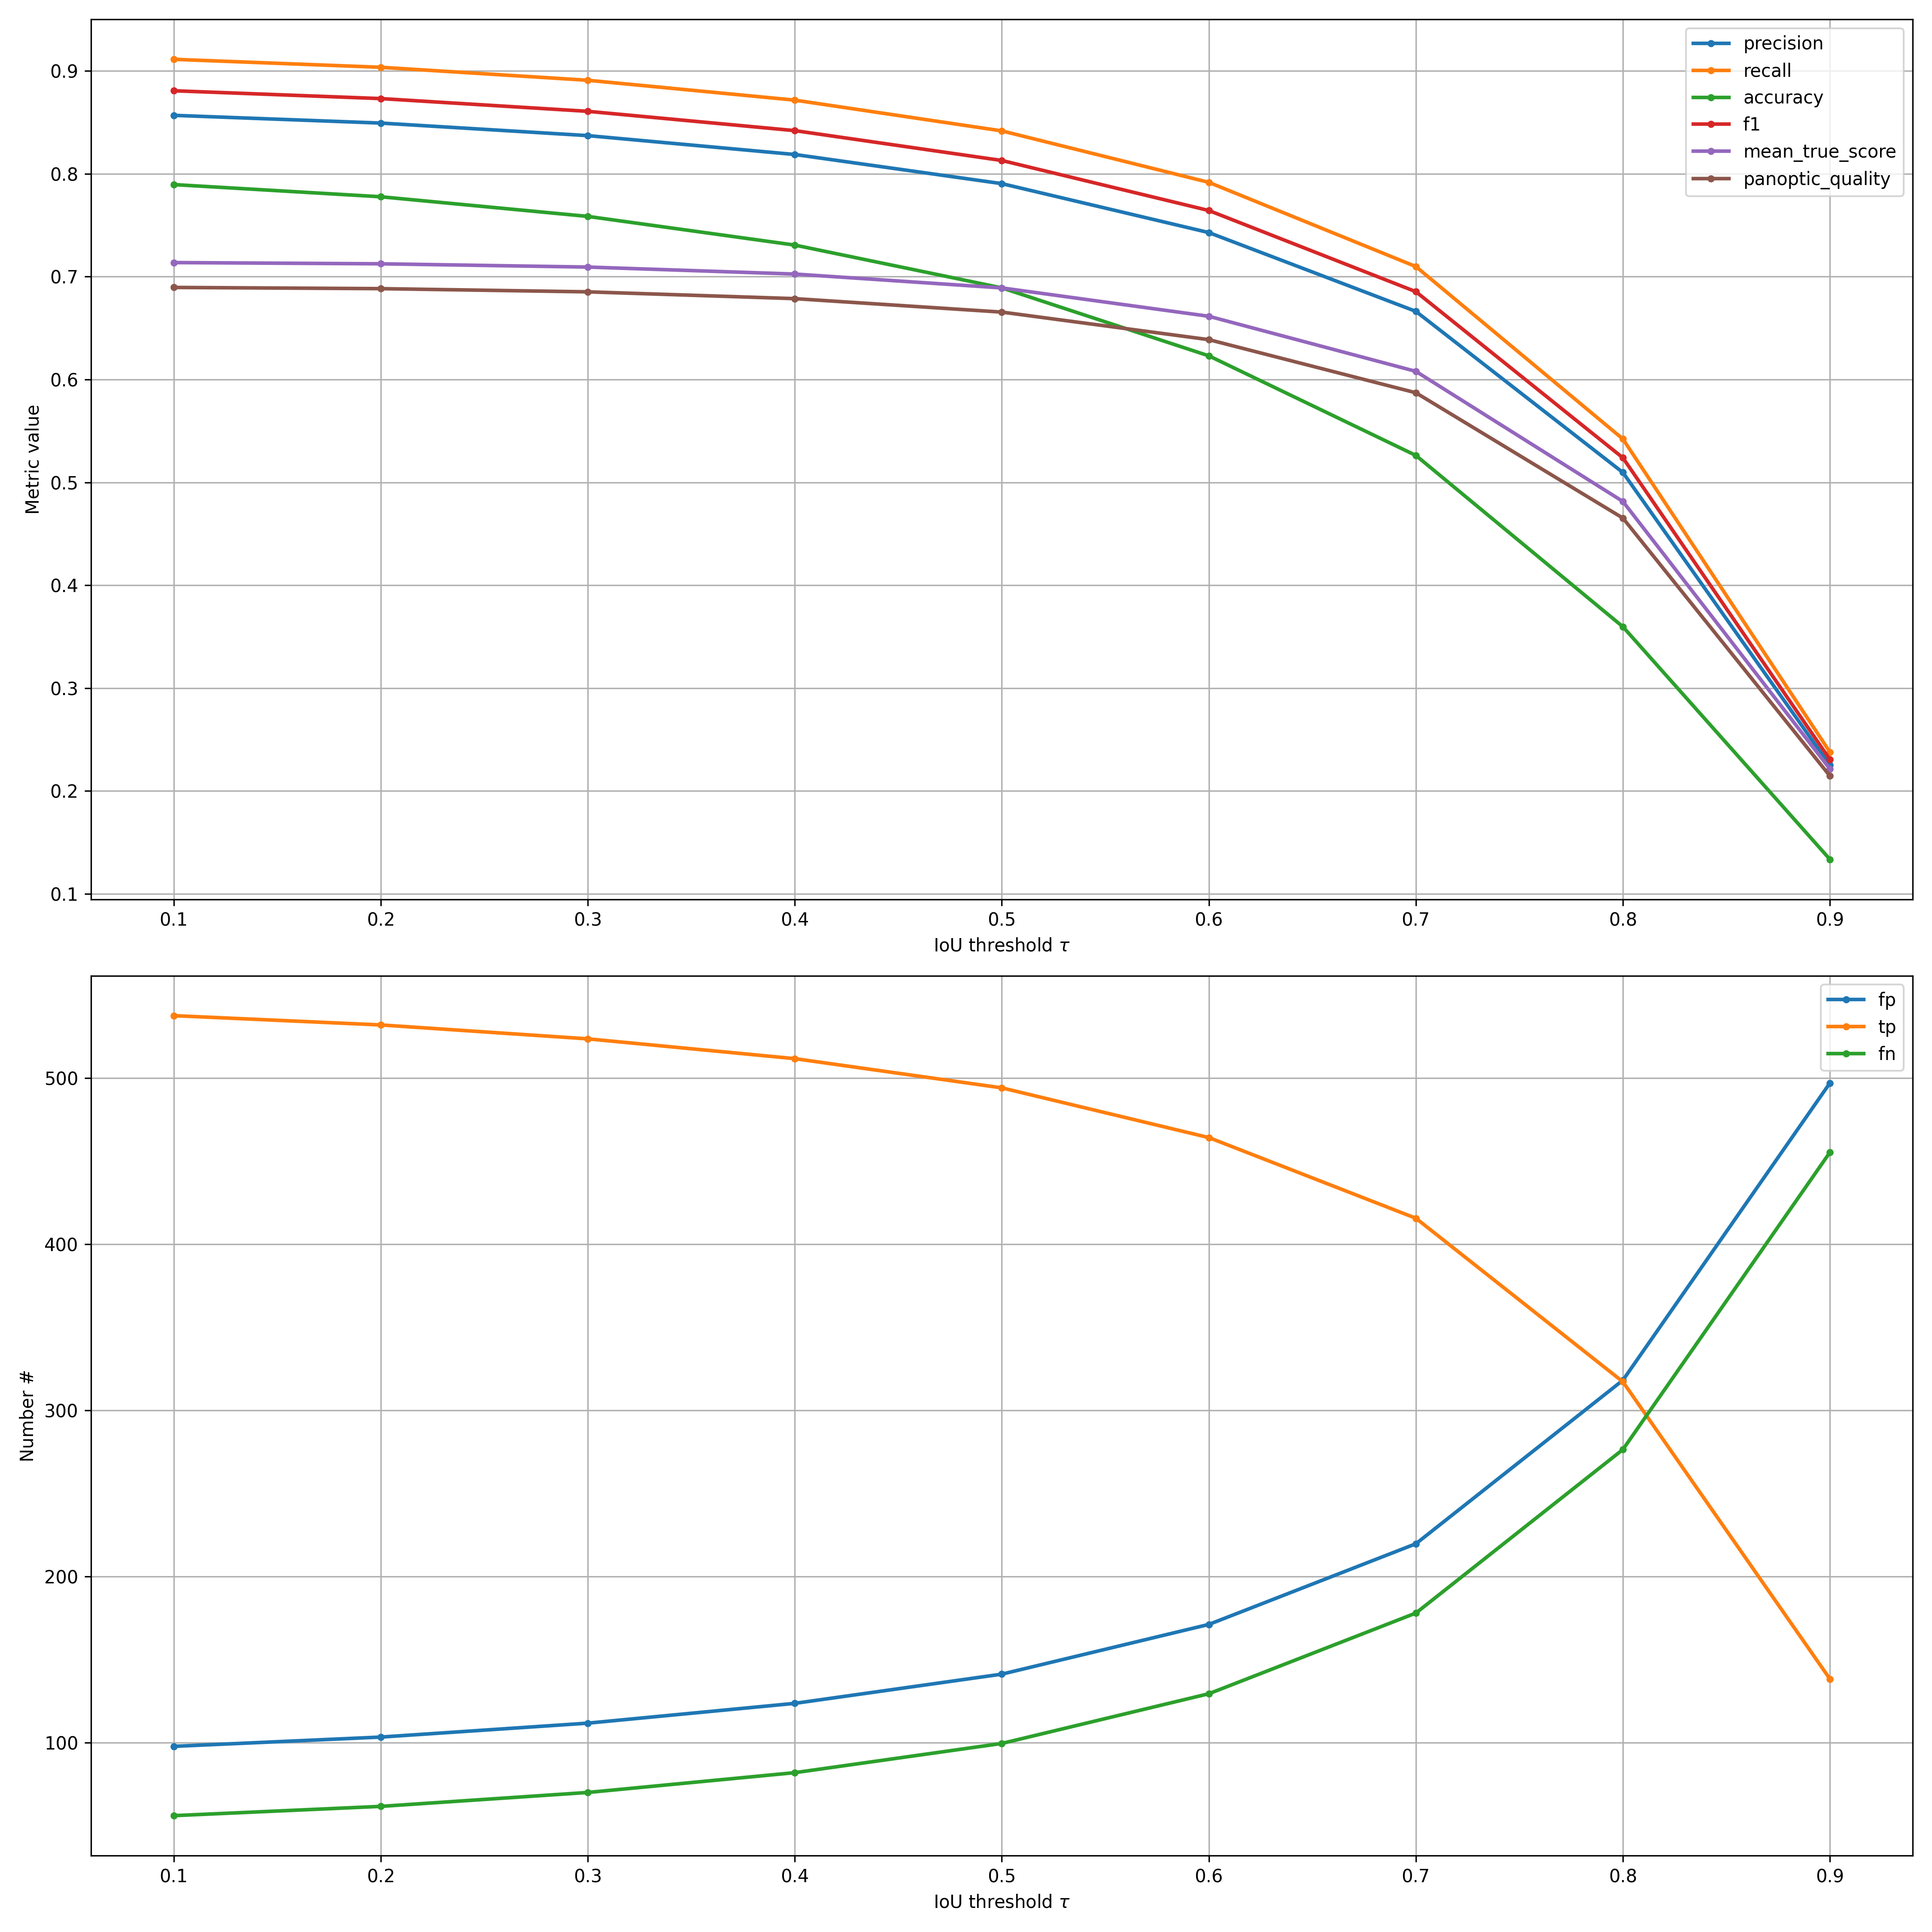 precision
recall
accuracy
f1
mean_true_score
panoptic_quality
0.9
0.8
0.7
0.6
0.5
0.4
0.3
0.2
0.1
Metric value
0.1 0.2 0.3 0.4 0.5 0.6 0.7 0.8 0.9
IoU threshold τ
fp
tp
fn
500
400
300
200
100
Number #
0.1 0.2 0.3 0.4 0.5 0.6 0.7 0.8 0.9
IoU threshold τ